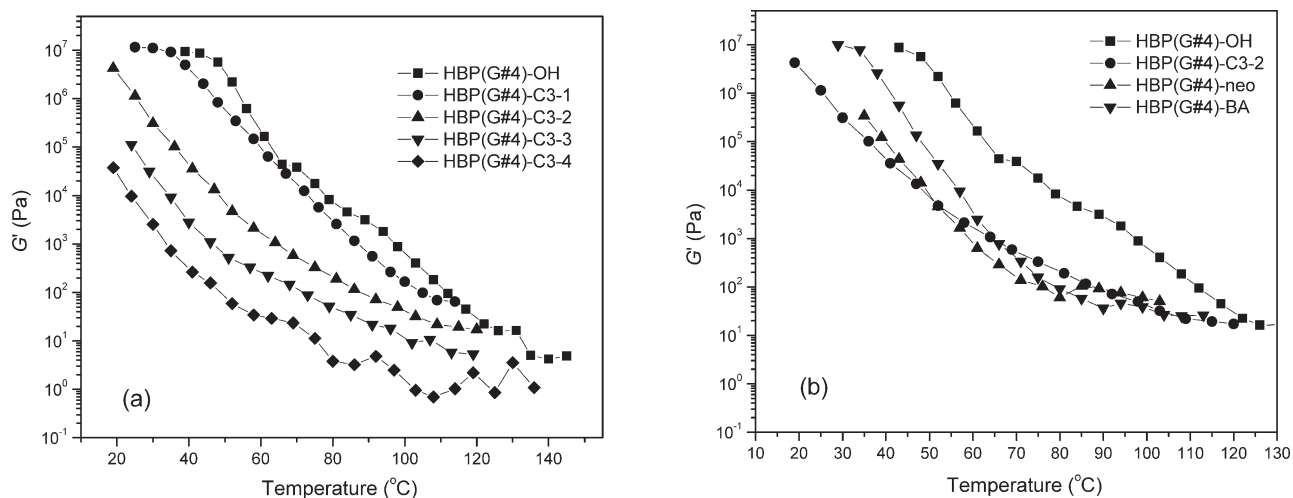 10^7
10^6
10^5
10^4
10^3
10^2
10^1
10^0
10^-1
G' (Pa)
HBP(G#4)-OH
HBP(G#4)-C3-1
HBP(G#4)-C3-2
HBP(G#4)-C3-3
HBP(G#4)-C3-4
(a)
20 40 60 80 100 120 140
Temperature (°C)
10^7
10^6
10^5
10^4
10^3
10^2
10^1
10^0
10^-1
G' (Pa)
HBP(G#4)-OH
HBP(G#4)-C3-2
HBP(G#4)-neo
HBP(G#4)-BA
(b)
10 20 30 40 50 60 70 80 90 100 110 120 130
Temperature (°C)